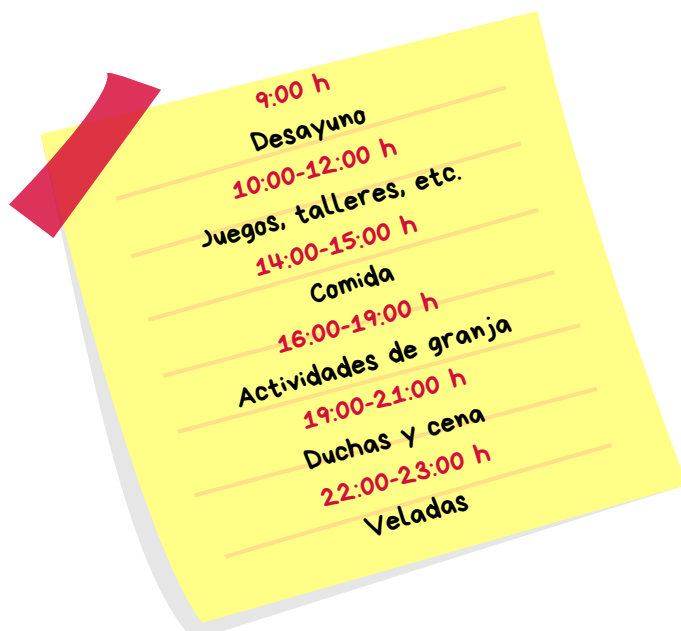 9:00 h
Desayuno
10:00-12:00 h
Juegos, talleres, etc.
14:00-15:00 h
Comida
16:00-19:00 h
Actividades de granja
19:00-21:00 h
Duchas y cena
22:00-23:00 h
Veladas